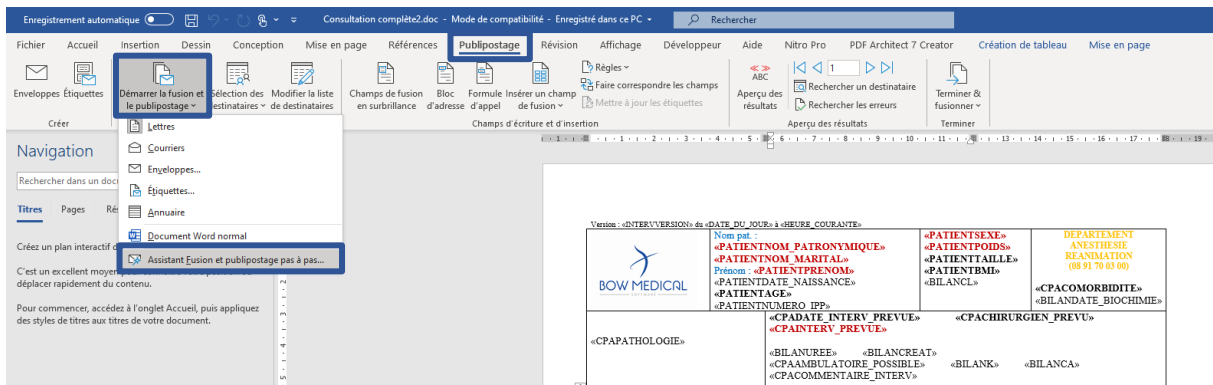 Enregistrement automatique
Consultation complète2.doc - Mode de compatibilité - Enregistré dans ce PC
Rechercher
Fichier Accueil Insertion Dessin Conception Mise en page Références Publipostage Révision Affichage Développeur Aide Nitro Pro PDF Architect 7 Creator Création de tableau Mise en page
Enveloppes Étiquettes
Démarrer la fusion et le publipostage
Sélection des destinataires
Modifier la liste de destinataires
Champs de fusion en surbrillance
Bloc d'adresse
Formule d'appel
Insérer un champ de fusion
Règles
Faire correspondre les champs
Mettre à jour les étiquettes
ABC
Aperçu des résultats
1
Rechercher un destinataire
Rechercher les erreurs
Terminer & fusionner
Créer
Champs d'écriture et d'insertion
Aperçu des résultats
Terminer
Lettres
Courriers
Enveloppes...
Étiquettes...
Annuaire
Document Word normal
Assistant Fusion et publipostage pas à pas...
Navigation
Rechercher dans un doc
Titres Pages Ré
Créez un plan interactif d
C'est un excellent moye
déplacer rapidement du contenu.
Pour commencer, accédez à l'onglet Accueil, puis appliquez
des styles de titres aux titres de votre document.
Version : «INTERVVERSION» du «DATE_DU_JOUR» à «HEURE_COURANTE»
BOW MEDICAL
SOFTWARE
Nom pat. :
«PATIENTNOM_PATRONYMIQUE»
«PATIENTNOM_MARITAL»
Prénom : «PATIENTPRENOM»
«PATIENTDATE_NAISSANCE»
«PATIENTAGE»
«PATIENTNUMERO_IPP»
«PATIENTSEXE»
«PATIENTPOIDS»
«PATIENTTAILLE»
«PATIENTBMI»
«BILANCL»
DEPARTEMENT
ANESTHESIE
REANIMATION
(08 91 70 03 00)
«CPACOMORBIDITE»
«BILANDATE_BIOCHIMIE»
«CPAPATHOLOGIE»
«CPADATE_INTERV_PREVUE» «CPACHIRURGIEN_PREVU»
«CPAINTERV_PREVUE»
«BILANUREE» «BILANCREAT»
«CPAAMBULATOIRE_POSSIBLE» «BILANK» «BILANCA»
«CPACOMMENTAIRE_INTERV»